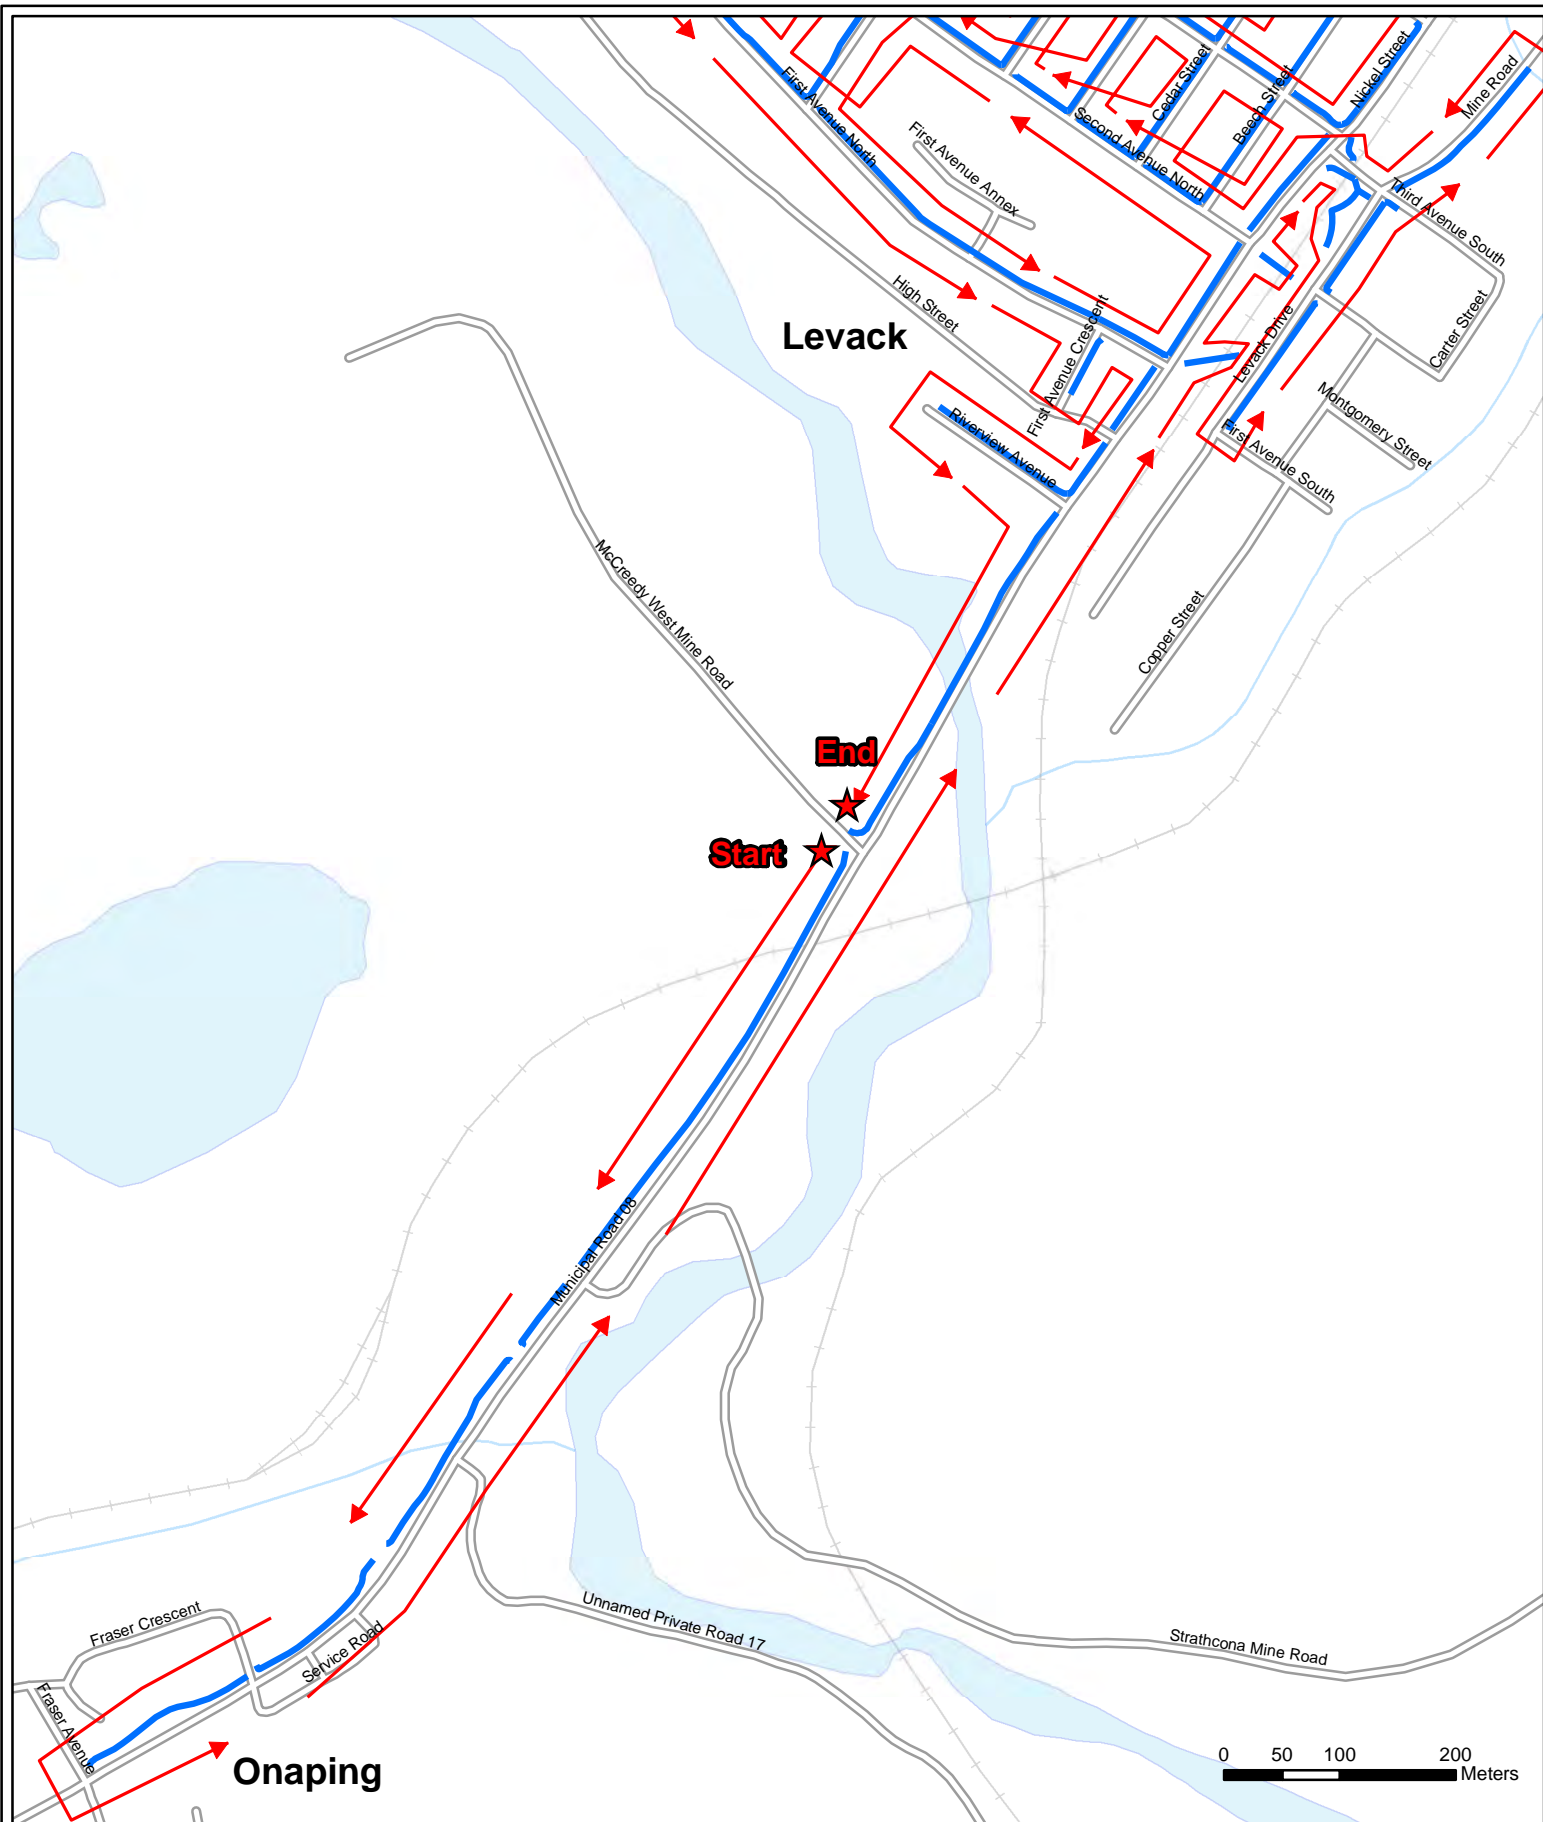 Mine Road
Nickel Street
Cedar Street
Beech Street
Second Avenue North
First Avenue North
First Avenue Annex
Third Avenue South
High Street
Levack
First Avenue Crescent
Levack Drive
Carter Street
Montgomery Street
Riverview Avenue
First Avenue South
Copper Street
McCreedy West Mine Road
End
Start
Municipal Road 08
Unnamed Private Road 17
Strathcona Mine Road
Fraser Crescent
Service Road
Fraser Avenue
Onaping
0 50 100 200
Meters